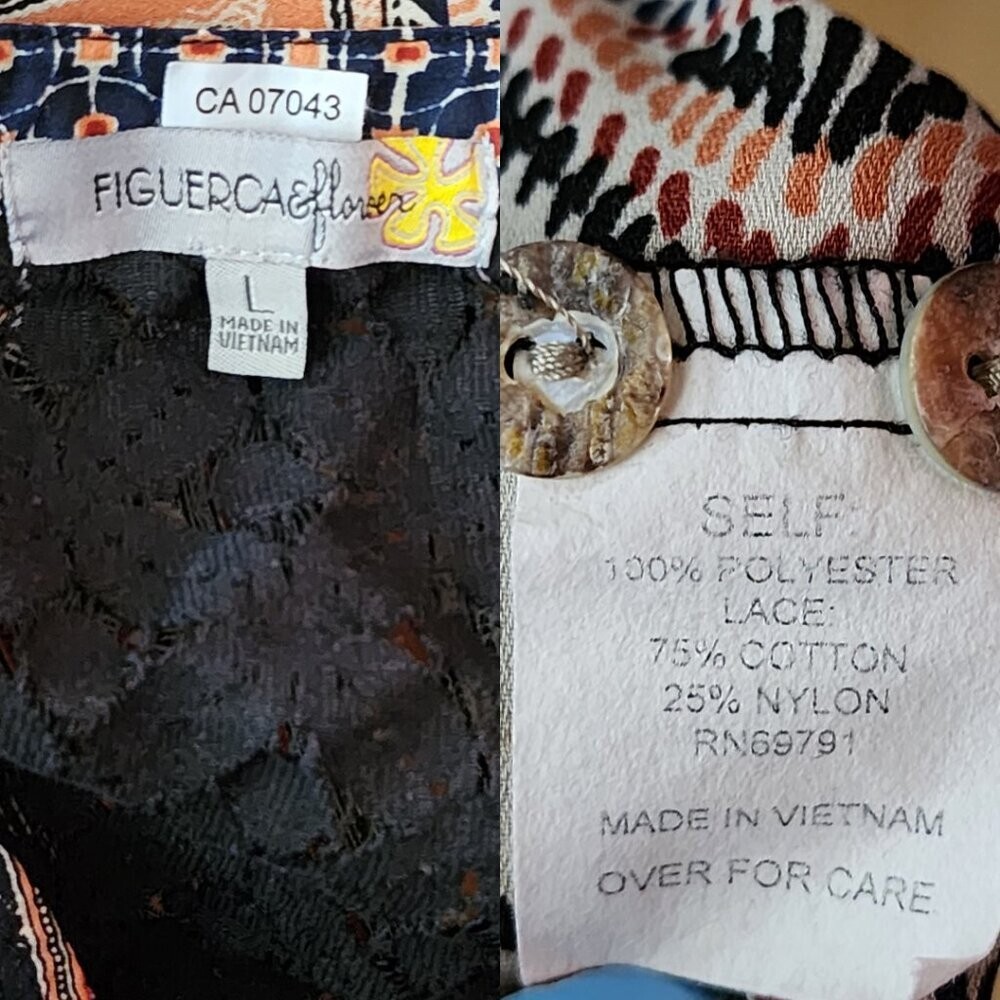 CA 07043
FIGUERCA&flower
L
MADE IN
VIETNAM
SELF:
100% POLYESTER
LACE:
75% COTTON
25% NYLON
RN69791
MADE IN VIETNAM
OVER FOR CARE